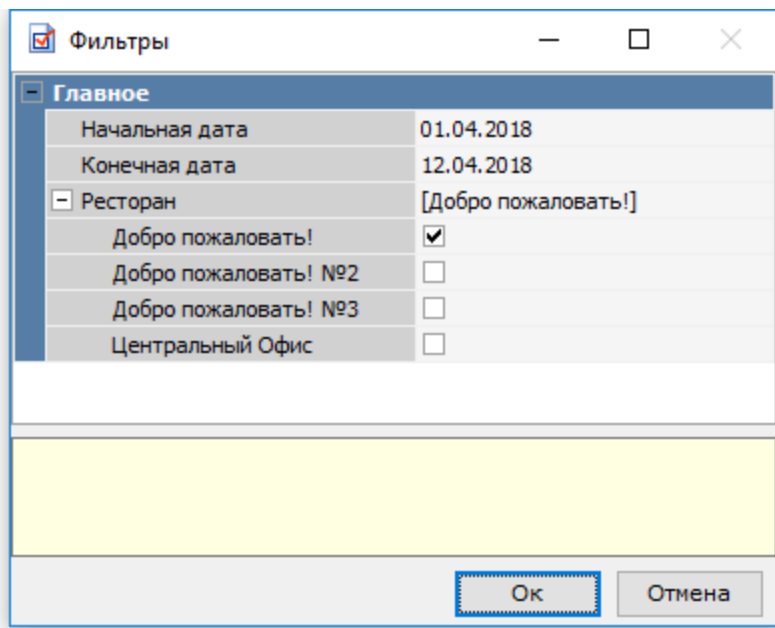 Фильтры
Главное
Начальная дата 01.04.2018
Конечная дата 12.04.2018
Ресторан [Добро пожаловать!]
Добро пожаловать!
Добро пожаловать! №2
Добро пожаловать! №3
Центральный Офис
Ок Отмена